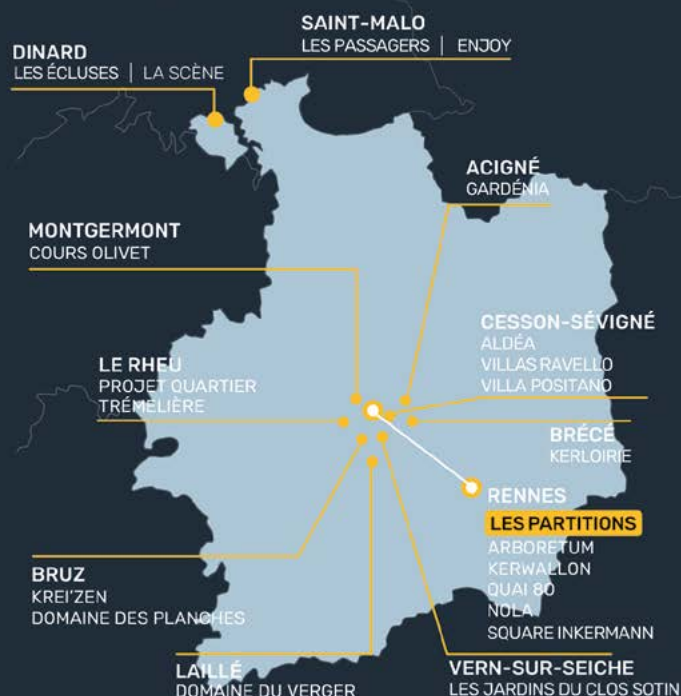 SAINT-MALO
LES PASSAGERS | ENJOY
DINARD
LES ÉCLUSES | LA SCÈNE
ACIGNÉ
GARDÉNIA
MONTGERMONT
COURS OLIVET
CESSON-SÉVIGNÉ
ALDÉA
VILLAS RAVELLO
VILLA POSITANO
LE RHEU
PROJET QUARTIER
TRÉMELIÈRE
BRÉCÉ
KERLOIRIE
RENNES
LES PARTITIONS
ARBORETUM
KERWALLON
QUAI 80
NOLA
SQUARE INKERMANN
BRUZ
KREI'ZEN
DOMAINE DES PLANCHES
LAILLÉ
DOMAINE DU VERGER
VERN-SUR-SEICHE
LES JARDINS DU CLOS SOTIN